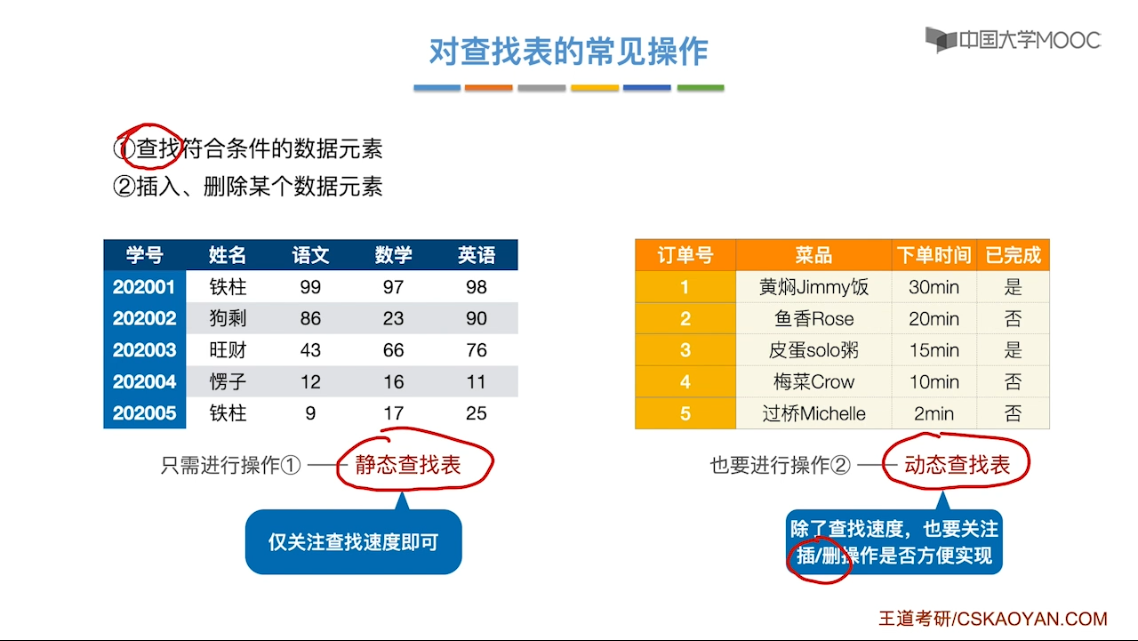 对查找表的常见操作
中国大学MOOC
①查找符合条件的数据元素
②插入、删除某个数据元素
学号 姓名 语文 数学 英语
202001 铁柱 99 97 98
202002 狗剩 86 23 90
202003 旺财 43 66 76
202004 愣子 12 16 11
202005 铁柱 9 17 25
只需进行操作① 静态查找表
仅关注查找速度即可
订单号 菜品 下单时间 已完成
1 黄焖Jimmy饭 30min 是
2 鱼香Rose 20min 否
3 皮蛋solo粥 15min 是
4 梅菜Crow 10min 否
5 过桥Michelle 2min 否
也要进行操作② 动态查找表
除了查找速度，也要关注
插/删操作是否方便实现
王道考研/CSKAOYAN.COM